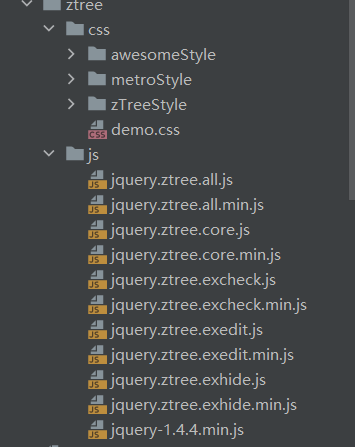 ztree
css
awesomeStyle
metroStyle
zTreeStyle
demo.css
js
jquery.ztree.all.js
jquery.ztree.all.min.js
jquery.ztree.core.js
jquery.ztree.core.min.js
jquery.ztree.excheck.js
jquery.ztree.excheck.min.js
jquery.ztree.exedit.js
jquery.ztree.exedit.min.js
jquery.ztree.exhide.js
jquery.ztree.exhide.min.js
jquery-1.4.4.min.js